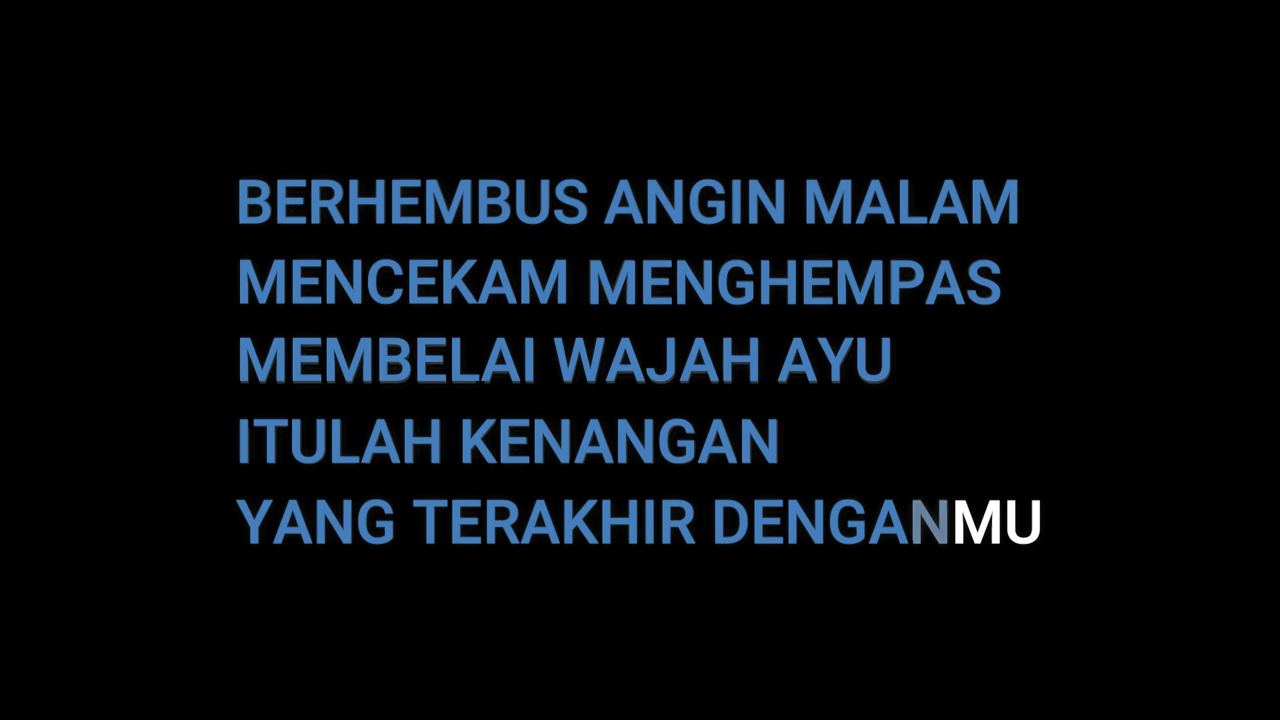 BERHEMBUS ANGIN MALAM
MENCEKAM MENGHEMPAS
MEMBELAI WAJAH AYU
ITULAH KENANGAN
YANG TERAKHIR DENGANMU